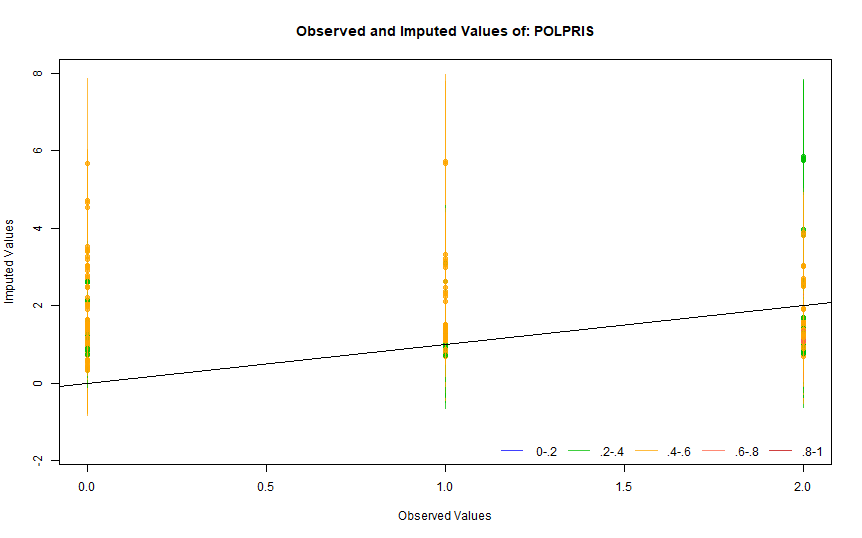 Observed and Imputed Values of: POLPRIS
8
6
4
2
0
-2
Imputed Values
0-.2 .2-.4 .4-.6 .6-.8 .8-1
0.0 0.5 1.0 1.5 2.0
Observed Values